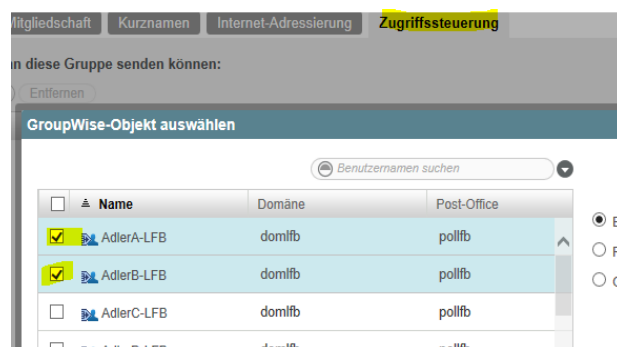 Mitgliedschaft Kurznamen Internet-Adressierung Zugriffssteuerung
n diese Gruppe senden können:
Entfernen
GroupWise-Objekt auswählen
Benutzernamen suchen
Name Domäne Post-Office
AdlerA-LFB domlfb pollfb
AdlerB-LFB domlfb pollfb
AdlerC-LFB domlfb pollfb